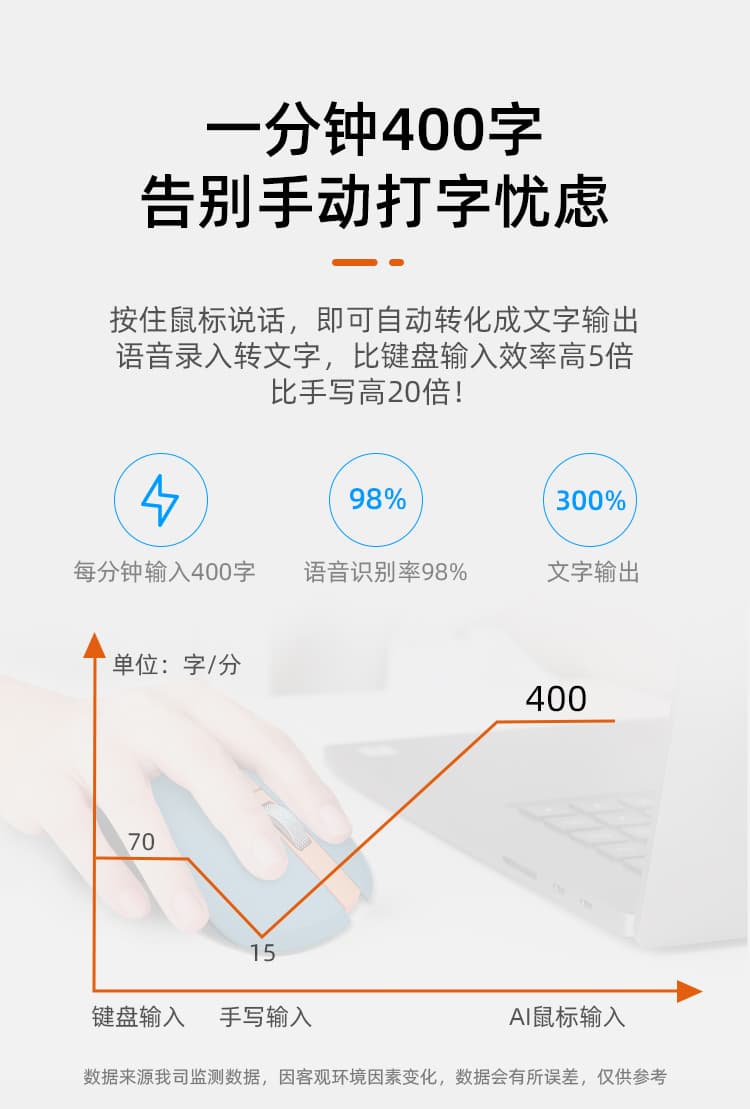 一分钟400字
告别手动打字忧虑
按住鼠标说话，即可自动转化成文字输出
语音录入转文字，比键盘输入效率高5倍
比手写高20倍！
98%
300%
每分钟输入400字
语音识别率98%
文字输出
单位：字/分
400
70
15
键盘输入
手写输入
AI鼠标输入
数据来源我司监测数据，因客观环境因素变化，数据会有所误差，仅供参考